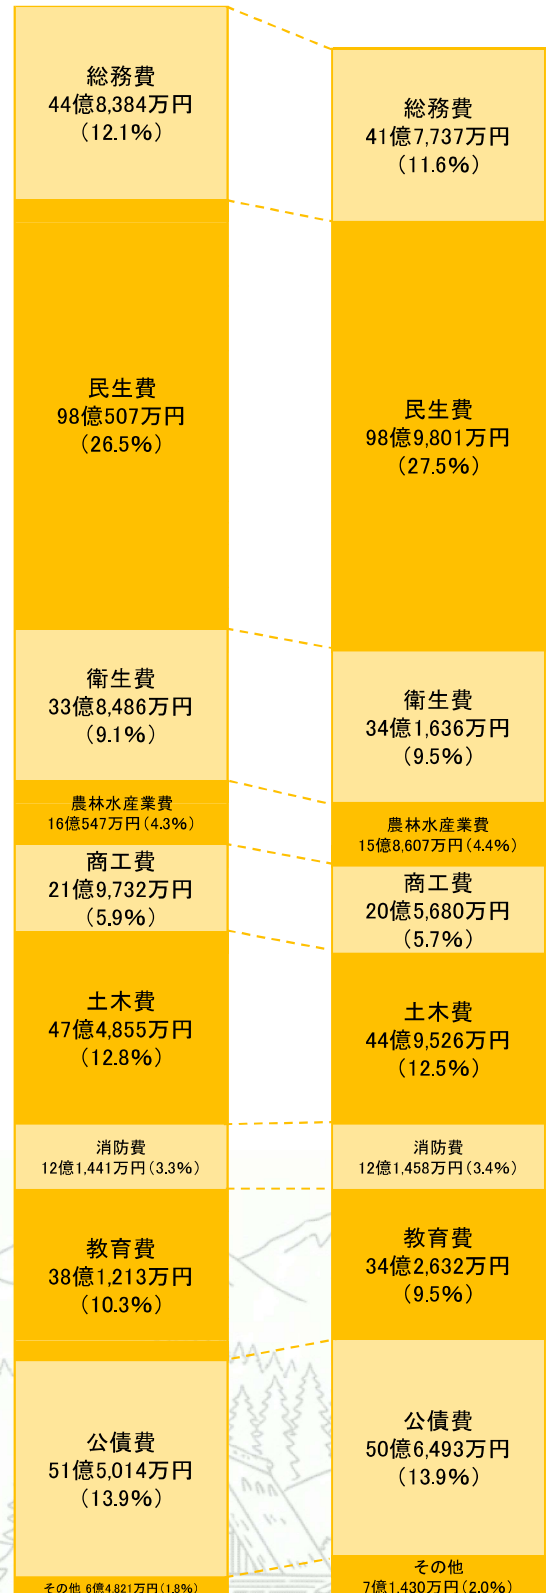 総務費
44億8,384万円
(12.1%)
民生費
98億507万円
(26.5%)
衛生費
33億8,486万円
(9.1%)
農林水産業費
16億547万円(4.3%)
商工費
21億9,732万円
(5.9%)
土木費
47億4,855万円
(12.8%)
消防費
12億1,441万円(3.3%)
教育費
38億1,213万円
(10.3%)
公債費
51億5,014万円
(13.9%)
その他 6億4,821万円(1.8%)
総務費
41億7,737万円
(11.6%)
民生費
98億9,801万円
(27.5%)
衛生費
34億1,636万円
(9.5%)
農林水産業費
15億8,607万円(4.4%)
商工費
20億5,680万円
(5.7%)
土木費
44億9,526万円
(12.5%)
消防費
12億1,458万円(3.4%)
教育費
34億2,632万円
(9.5%)
公債費
50億6,493万円
(13.9%)
その他
7億1,430万円(2.0%)